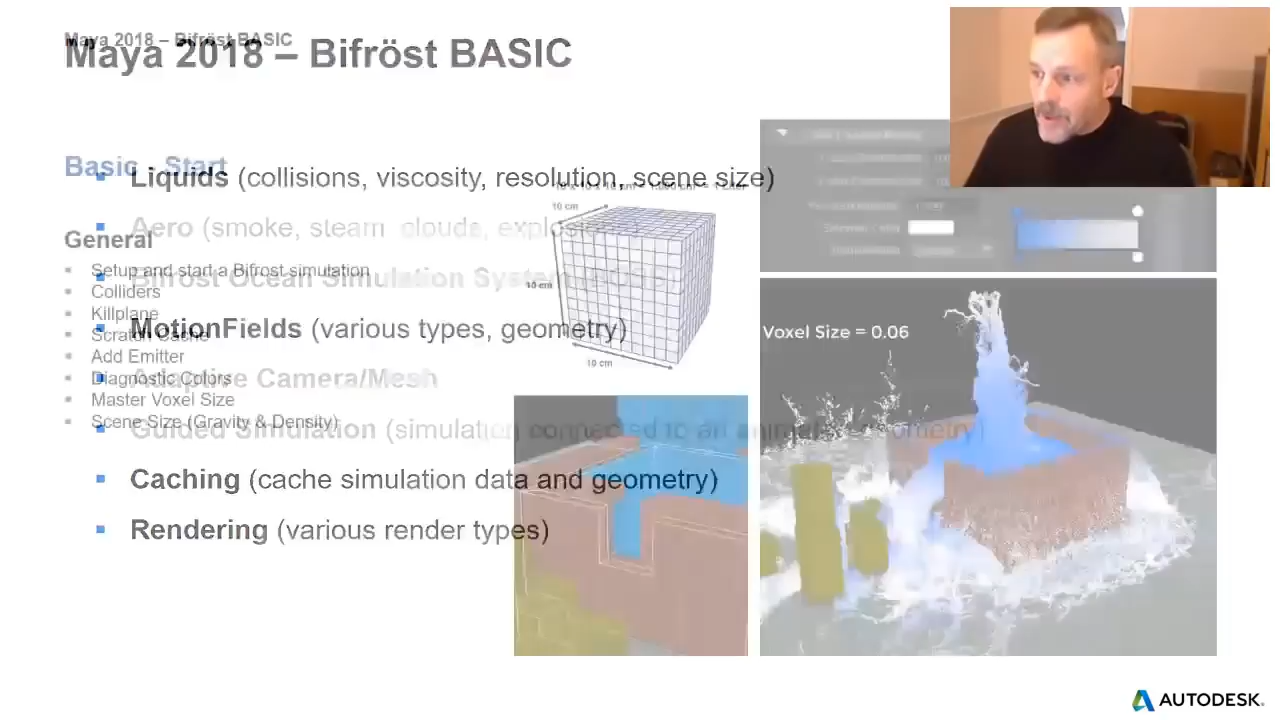 Maya 2018 – Bifröst BASIC
Maya 2018 – Bifröst BASIC
Basic - Start
Liquids (collisions, viscosity, resolution, scene size)
10 cm
Aero (smoke, steam clouds,
General
Setup and start a Bifrost simulation
Bifrost Ocean Simulation System
10 cm
Colliders
Killplane
MotionFields (various types, geometry)
Scratch Cache
Voxel Size = 0.06
Add Emitter
10 cm
Diagnostic Colors
Adaptive Camera/Mesh
Master Voxel Size
Scene Size (Gravity & Density)
Guided Simulation (simulation connected to an animated geometry)
Caching (cache simulation data and geometry)
Rendering (various render types)
AUTODESK.